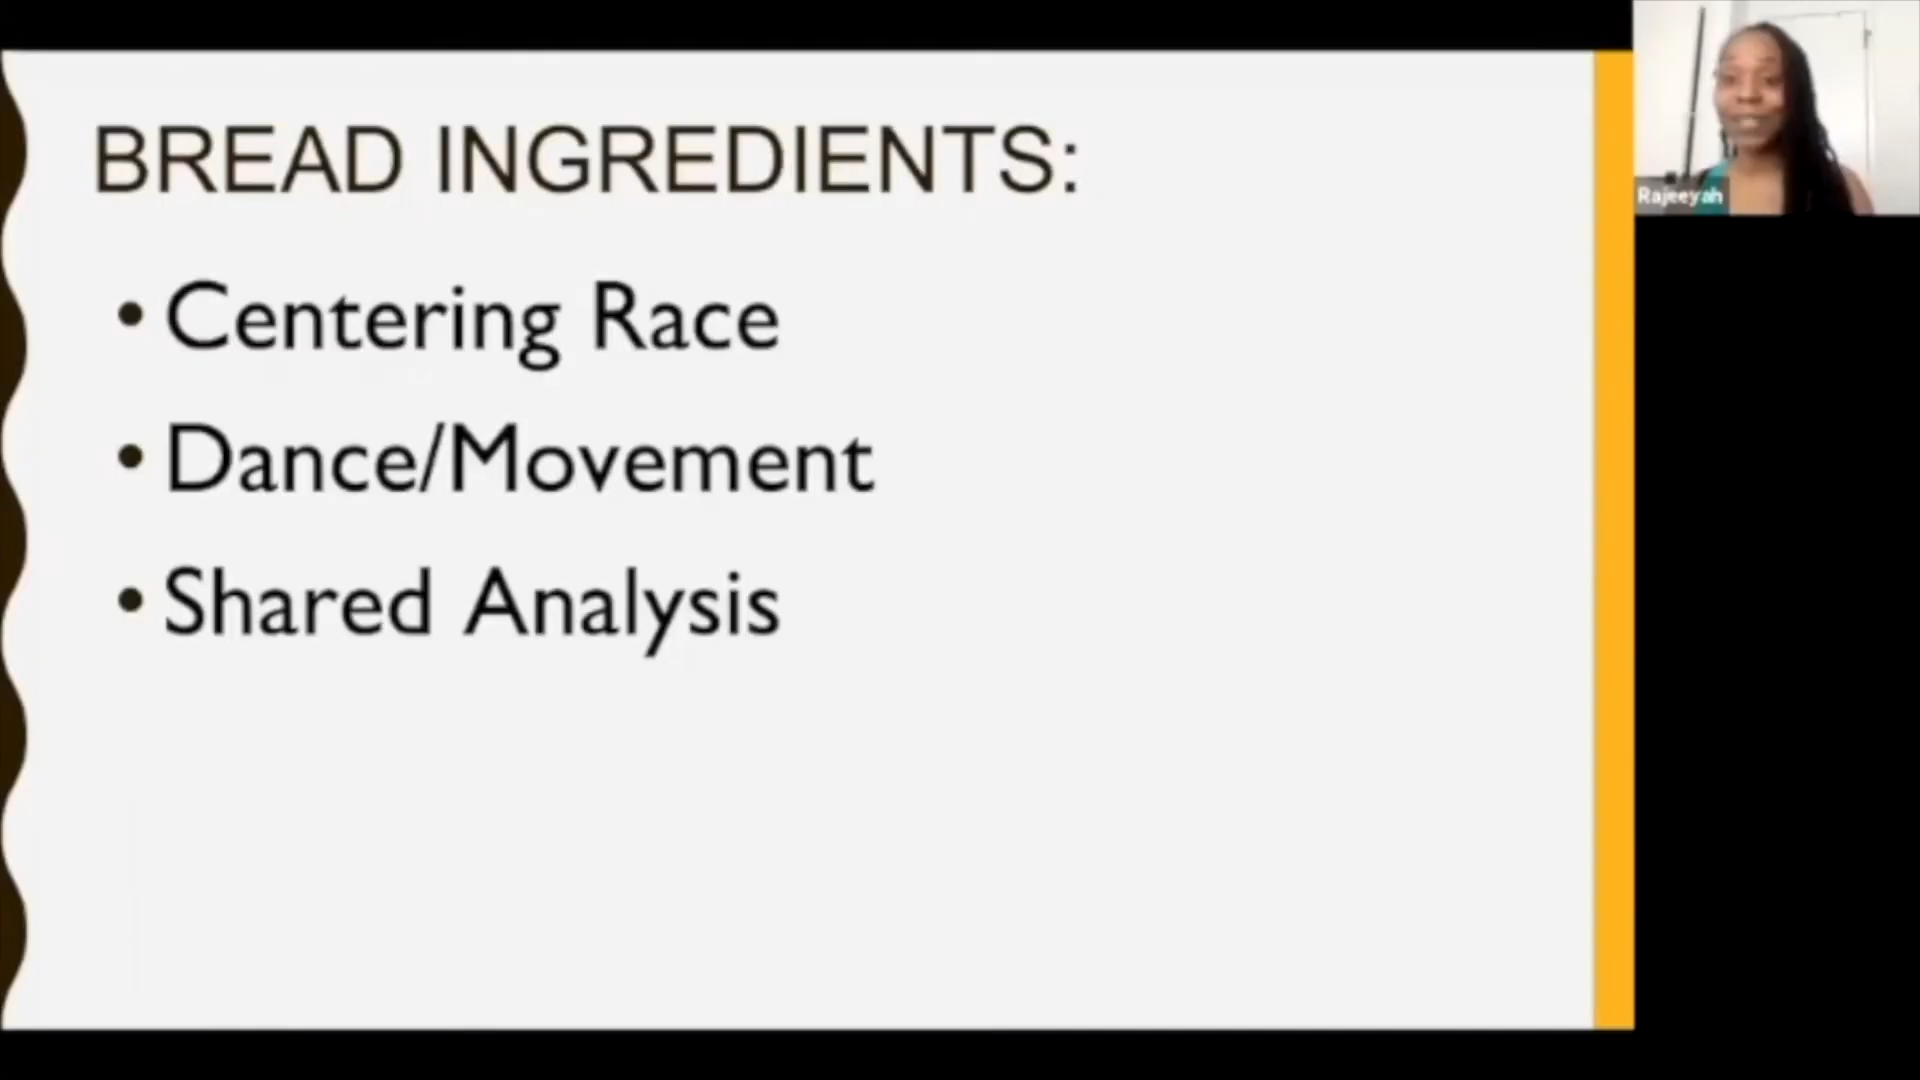 BREAD INGREDIENTS:
• Centering Race
• Dance/Movement
• Shared Analysis
Rajeeyah